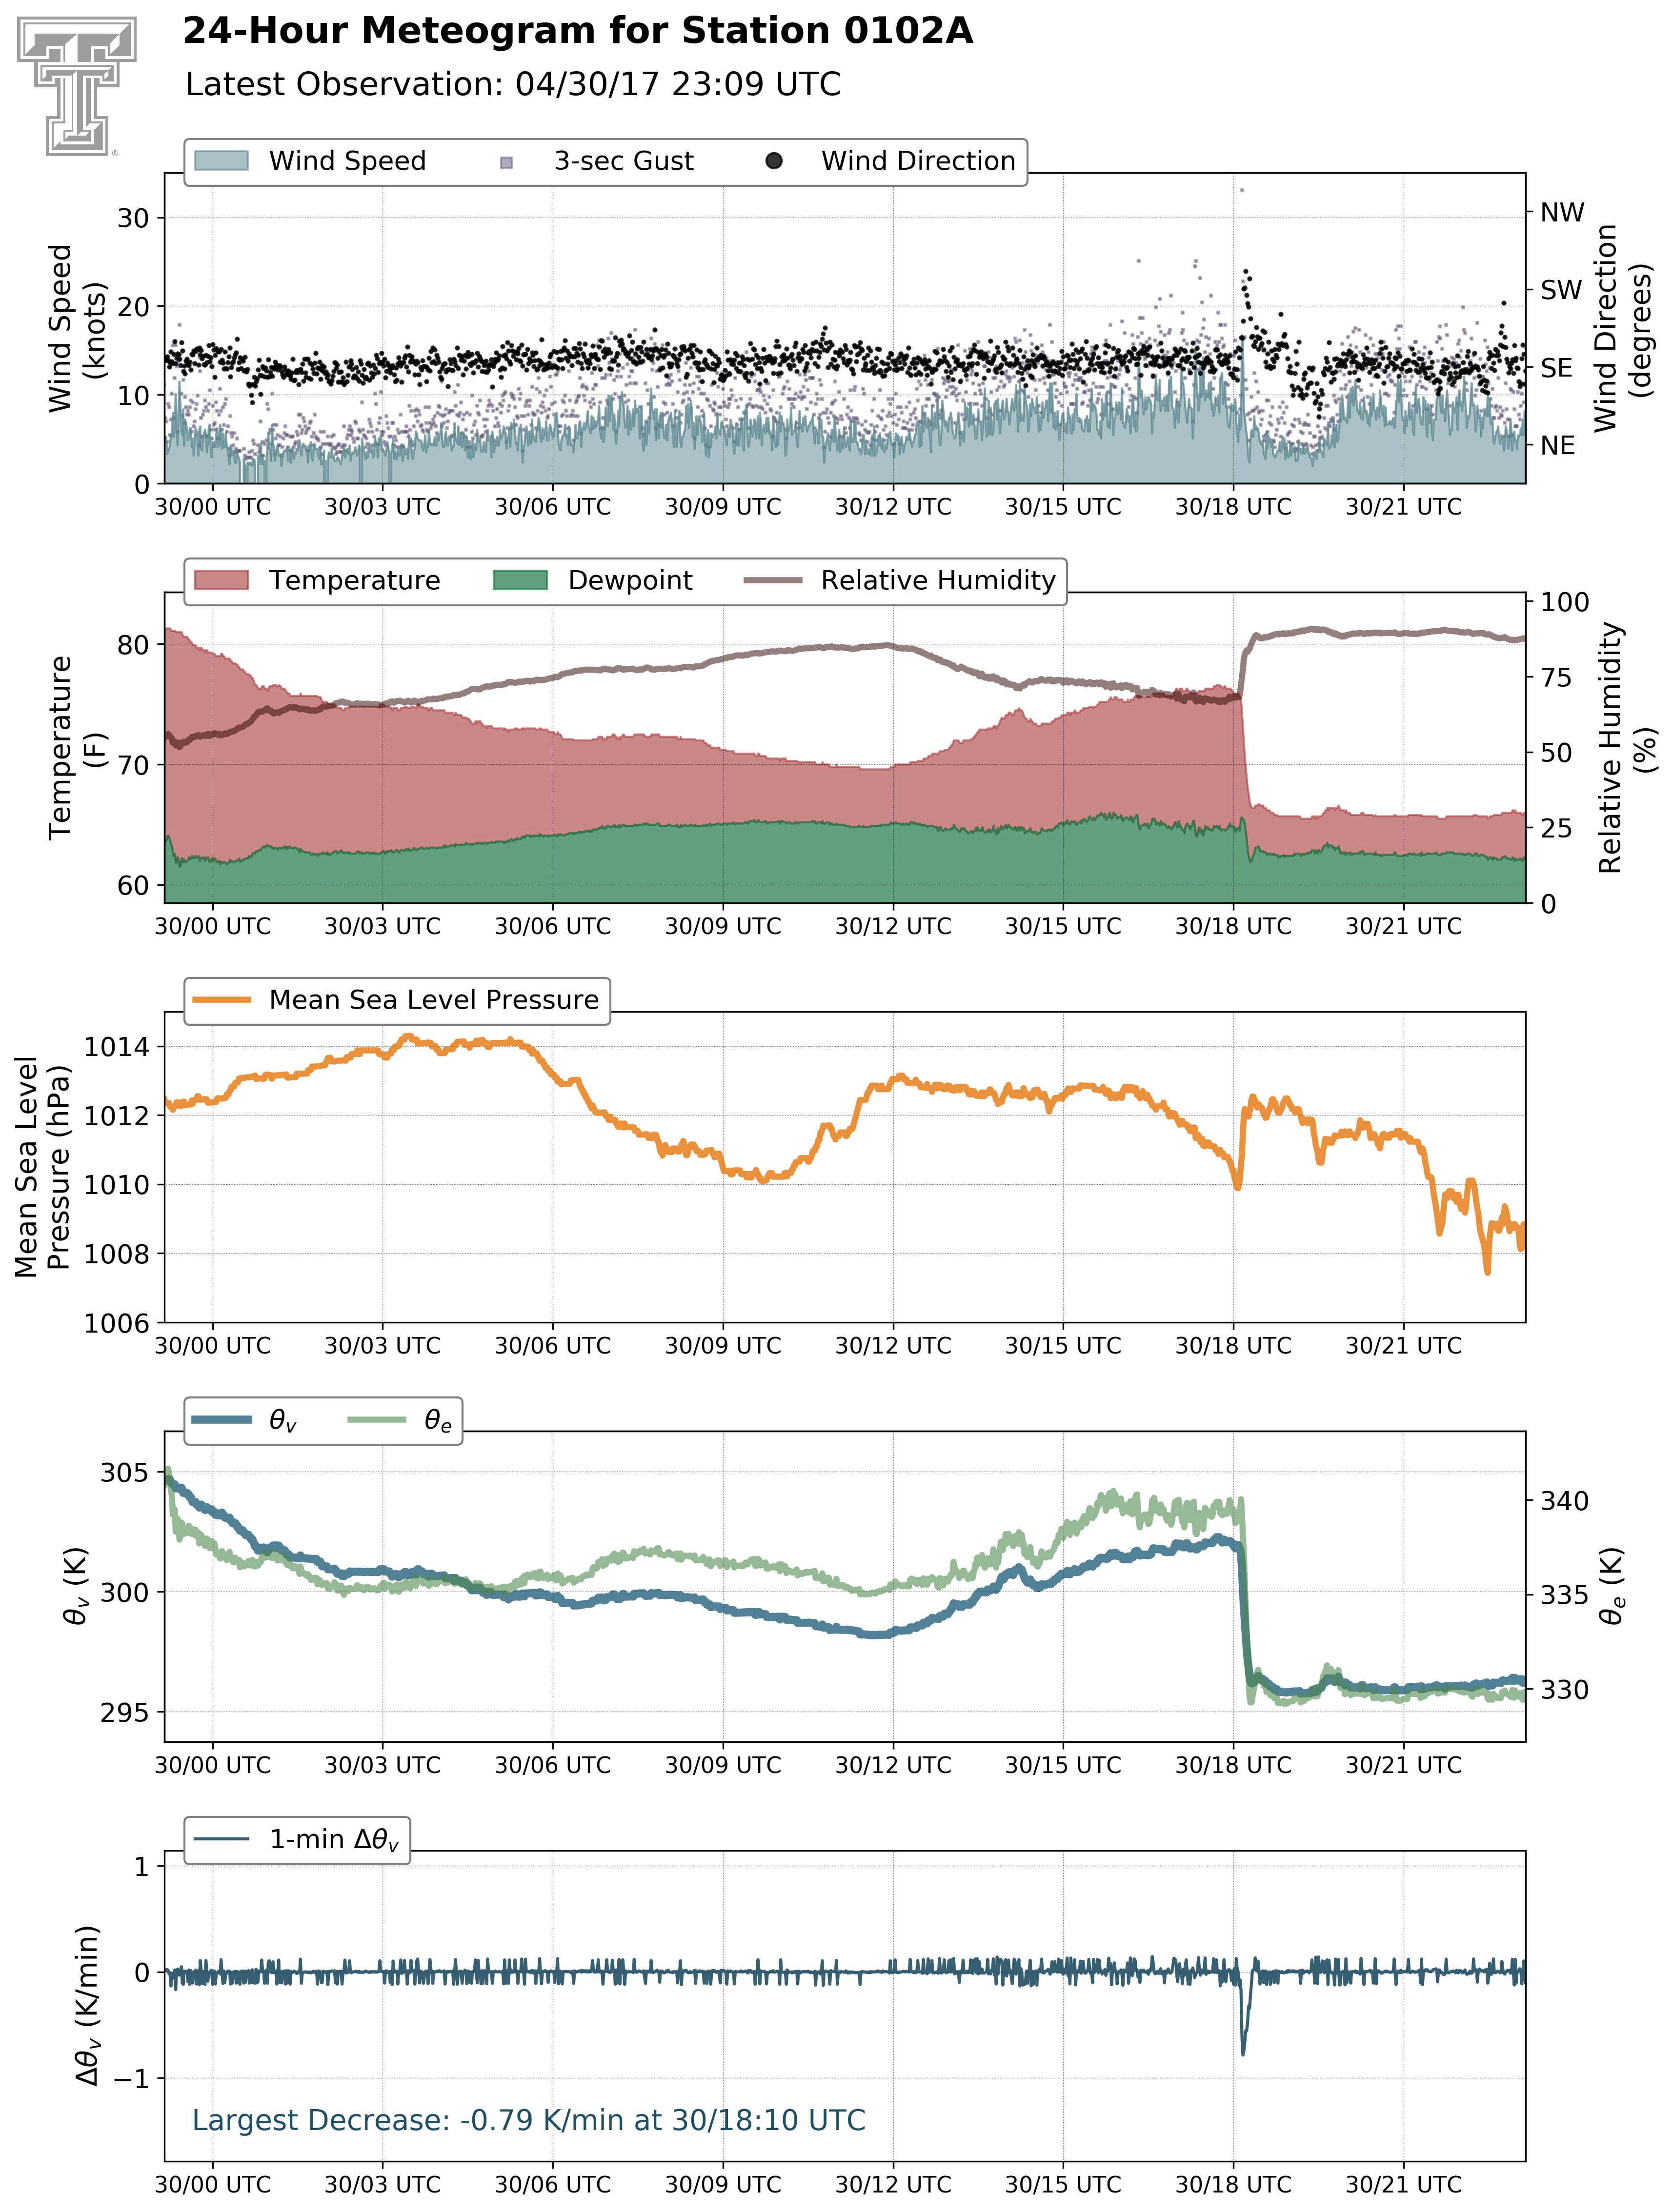 24-Hour Meteogram for Station 0102A
Latest Observation: 04/30/17 23:09 UTC
®
Wind Speed 3-sec Gust Wind Direction
Wind Speed
(knots)
30
20
10
0
NW
SW
SE
NE
Wind Direction
(degrees)
30/00 UTC 30/03 UTC 30/06 UTC 30/09 UTC 30/12 UTC 30/15 UTC 30/18 UTC 30/21 UTC
Temperature Dewpoint Relative Humidity
Temperature
(F)
80
70
60
100
75
50
25
0
Relative Humidity
(%)
30/00 UTC 30/03 UTC 30/06 UTC 30/09 UTC 30/12 UTC 30/15 UTC 30/18 UTC 30/21 UTC
Mean Sea Level Pressure
Mean Sea Level
Pressure (hPa)
1014
1012
1010
1008
1006
30/00 UTC 30/03 UTC 30/06 UTC 30/09 UTC 30/12 UTC 30/15 UTC 30/18 UTC 30/21 UTC
θv θe
θv (K)
305
300
295
340
335
330
θe (K)
30/00 UTC 30/03 UTC 30/06 UTC 30/09 UTC 30/12 UTC 30/15 UTC 30/18 UTC 30/21 UTC
1-min Δθv
Δθv (K/min)
1
0
−1
Largest Decrease: -0.79 K/min at 30/18:10 UTC
30/00 UTC 30/03 UTC 30/06 UTC 30/09 UTC 30/12 UTC 30/15 UTC 30/18 UTC 30/21 UTC